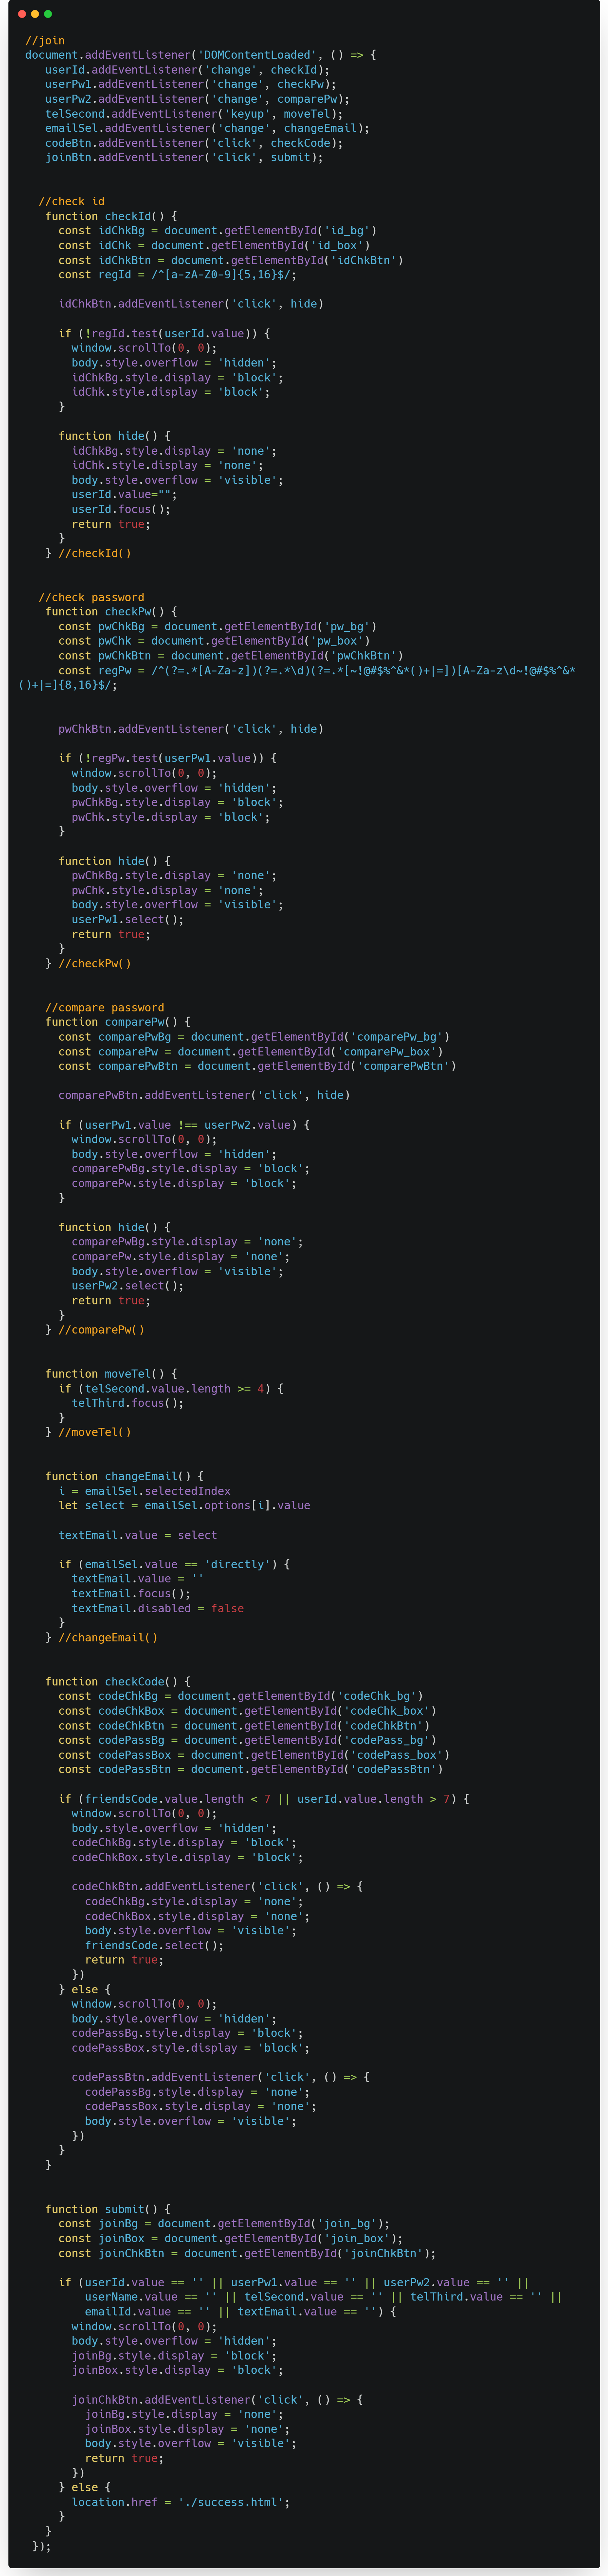 //join
document.addEventListener('DOMContentLoaded', () => {
userId.addEventListener('change', checkId);
userPw1.addEventListener('change', checkPw);
userPw2.addEventListener('change', comparePw);
telSecond.addEventListener('keyup', moveTel);
emailSel.addEventListener('change', changeEmail);
codeBtn.addEventListener('click', checkCode);
joinBtn.addEventListener('click', submit);
//check id
function checkId() {
const idChkBg = document.getElementById('id_bg')
const idChk = document.getElementById('id_box')
const idChkBtn = document.getElementById('idChkBtn')
const regId = /^[a-zA-Z0-9]{5,16}$/;
idChkBtn.addEventListener('click', hide)
if (!regId.test(userId.value)) {
window.scrollTo(0, 0);
body.style.overflow = 'hidden';
idChkBg.style.display = 'block';
idChk.style.display = 'block';
}
function hide() {
idChkBg.style.display = 'none';
idChk.style.display = 'none';
body.style.overflow = 'visible';
userId.value="";
userId.focus();
return true;
}
} //checkId()
//check password
function checkPw() {
const pwChkBg = document.getElementById('pw_bg')
const pwChk = document.getElementById('pw_box')
const pwChkBtn = document.getElementById('pwChkBtn')
const regPw = /^(?=.*[A-Za-z])(?=.*\d)(?=.*[~!@#$%^&*()+|=])[A-Za-z\d~!@#$%^&*
()+|=]{8,16}$/;
pwChkBtn.addEventListener('click', hide)
if (!regPw.test(userPw1.value)) {
window.scrollTo(0, 0);
body.style.overflow = 'hidden';
pwChkBg.style.display = 'block';
pwChk.style.display = 'block';
}
function hide() {
pwChkBg.style.display = 'none';
pwChk.style.display = 'none';
body.style.overflow = 'visible';
userPw1.select();
return true;
}
} //checkPw()
//compare password
function comparePw() {
const comparePwBg = document.getElementById('comparePw_bg')
const comparePw = document.getElementById('comparePw_box')
const comparePwBtn = document.getElementById('comparePwBtn')
comparePwBtn.addEventListener('click', hide)
if (userPw1.value !== userPw2.value) {
window.scrollTo(0, 0);
body.style.overflow = 'hidden';
comparePwBg.style.display = 'block';
comparePw.style.display = 'block';
}
function hide() {
comparePwBg.style.display = 'none';
comparePw.style.display = 'none';
body.style.overflow = 'visible';
userPw2.select();
return true;
}
} //comparePw()
function moveTel() {
if (telSecond.value.length >= 4) {
telThird.focus();
}
} //moveTel()
function changeEmail() {
i = emailSel.selectedIndex
let select = emailSel.options[i].value
textEmail.value = select
if (emailSel.value == 'directly') {
textEmail.value = ''
textEmail.focus();
textEmail.disabled = false
}
} //changeEmail()
function checkCode() {
const codeChkBg = document.getElementById('codeChk_bg')
const codeChkBox = document.getElementById('codeChk_box')
const codeChkBtn = document.getElementById('codeChkBtn')
const codePassBg = document.getElementById('codePass_bg')
const codePassBox = document.getElementById('codePass_box')
const codePassBtn = document.getElementById('codePassBtn')
if (friendsCode.value.length < 7 || userId.value.length > 7) {
window.scrollTo(0, 0);
body.style.overflow = 'hidden';
codeChkBg.style.display = 'block';
codeChkBox.style.display = 'block';
codeChkBtn.addEventListener('click', () => {
codeChkBg.style.display = 'none';
codeChkBox.style.display = 'none';
body.style.overflow = 'visible';
friendsCode.select();
return true;
})
} else {
window.scrollTo(0, 0);
body.style.overflow = 'hidden';
codePassBg.style.display = 'block';
codePassBox.style.display = 'block';
codePassBtn.addEventListener('click', () => {
codePassBg.style.display = 'none';
codePassBox.style.display = 'none';
body.style.overflow = 'visible';
})
}
}
function submit() {
const joinBg = document.getElementById('join_bg');
const joinBox = document.getElementById('join_box');
const joinChkBtn = document.getElementById('joinChkBtn');
if (userId.value == '' || userPw1.value == '' || userPw2.value == '' ||
userName.value == '' || telSecond.value == '' || telThird.value == '' ||
emailId.value == '' || textEmail.value == '') {
window.scrollTo(0, 0);
body.style.overflow = 'hidden';
joinBg.style.display = 'block';
joinBox.style.display = 'block';
joinChkBtn.addEventListener('click', () => {
joinBg.style.display = 'none';
joinBox.style.display = 'none';
body.style.overflow = 'visible';
return true;
})
} else {
location.href = './success.html';
}
}
});